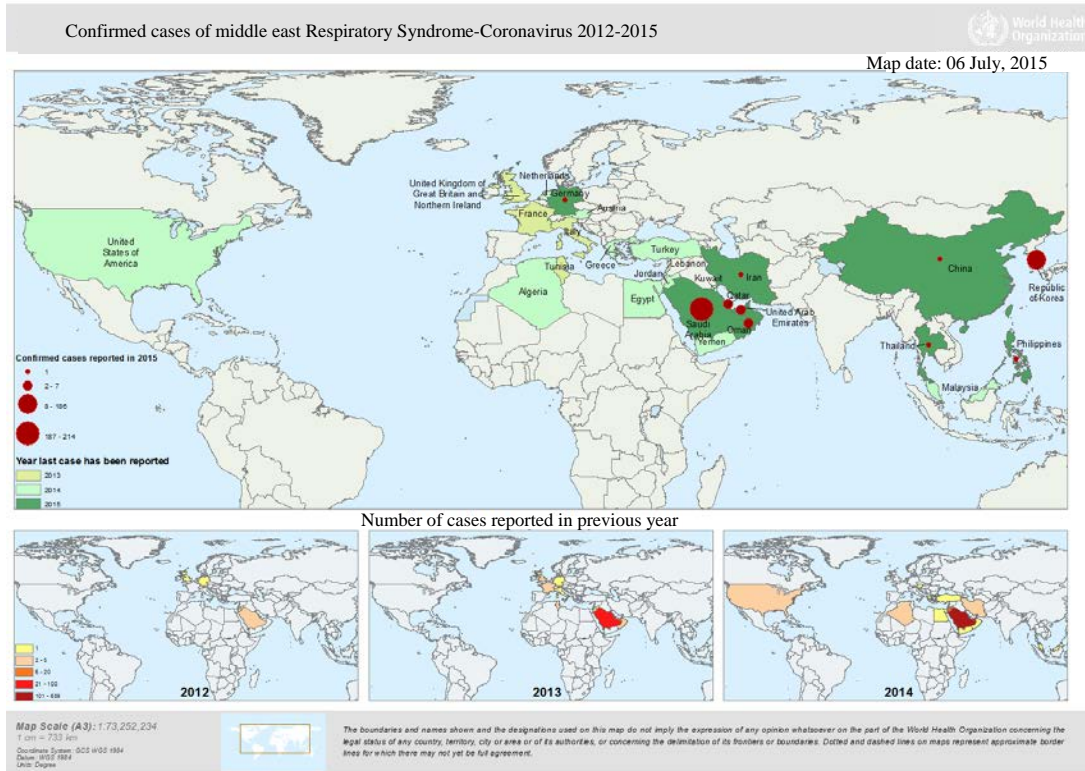 Confirmed cases of middle east Respiratory Syndrome-Coronavirus 2012-2015
World Health
Organization
Map date: 06 July, 2015
United Kingdom of
Great Britain and
Northern Ireland
Netherlands
Germany
Austria
France
Italy
United
States of
America
Tunisia
Greece
Turkey
Lebanon
Jordan
Kuwait
Iran
Algeria
Egypt
Qatar
United Arab
Emirates
Saudi
Arabia
Oman
Yemen
China
Republic
of Korea
Thailand
Philippines
Malaysia
Confirmed cases reported in 2015
1
2 - 7
187 - 214
Year last case has been reported
2013
2014
2015
Number of cases reported in previous year
1
2012
2013
2014
Map Scale (A3): 1:73,252,234
1 cm = 733 km
Coordinate System: GCS WGS 1984
Datum: WGS 1984
Units: Degree
The boundaries and names shown and the designations used on this map do not imply the expression of any opinion whatsoever on the part of the World Health Organization concerning the
legal status of any country, territory, city or area or of its authorities, or concerning the delimitation of its frontiers or boundaries. Dotted and dashed lines on maps represent approximate border
lines for which there may not yet be full agreement.